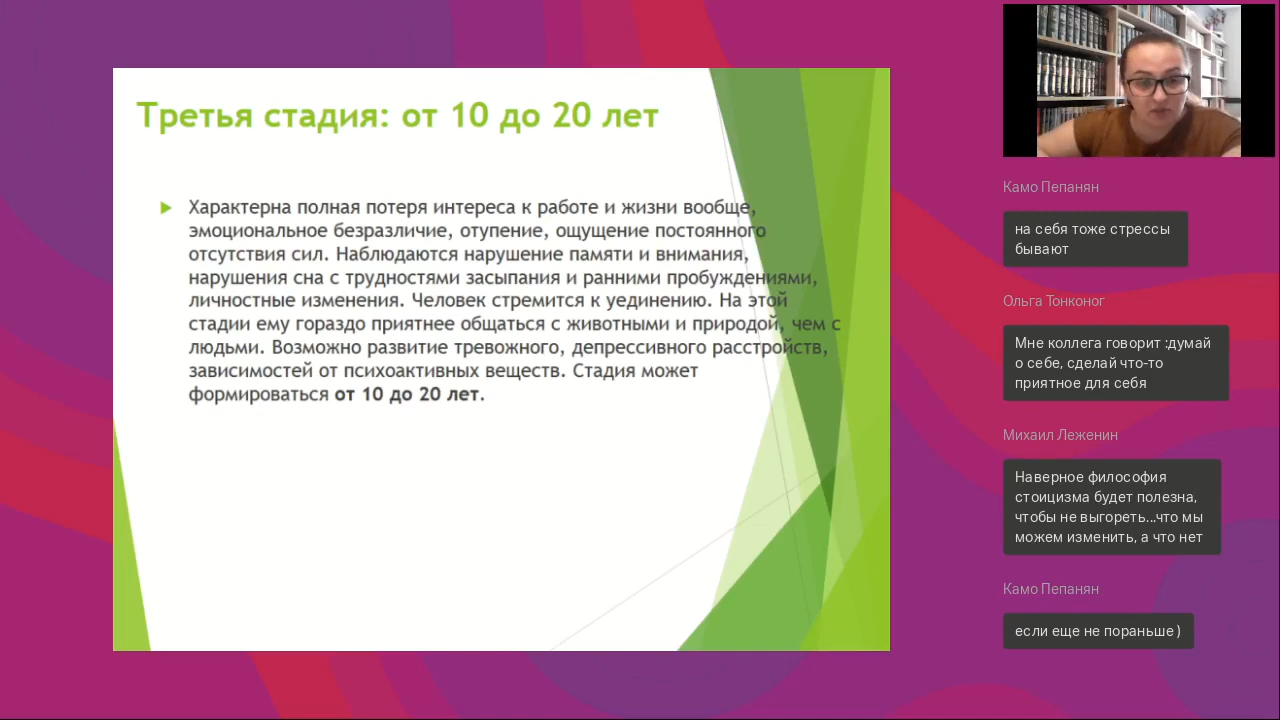 Третья стадия: от 10 до 20 лет
Характерна полная потеря интереса к работе и жизни вообще,
эмоциональное безразличие, отупение, ощущение постоянного
отсутствия сил. Наблюдаются нарушение памяти и внимания,
нарушения сна с трудностями засыпания и ранними пробуждениями,
личностные изменения. Человек стремится к уединению. На этой
стадии ему гораздо приятнее общаться с животными и природой, чем с
людьми. Возможно развитие тревожного, депрессивного расстройств,
зависимостей от психоактивных веществ. Стадия может
формироваться от 10 до 20 лет.
Камо Пепанян
на себя тоже стрессы
бывают
Ольга Тонконог
Мне коллега говорит :думай
о себе, сделай что-то
приятное для себя
Михаил Леженин
Наверное философия
стоицизма будет полезна,
чтобы не выгореть...что мы
можем изменить, а что нет
Камо Пепанян
если еще не пораньше )